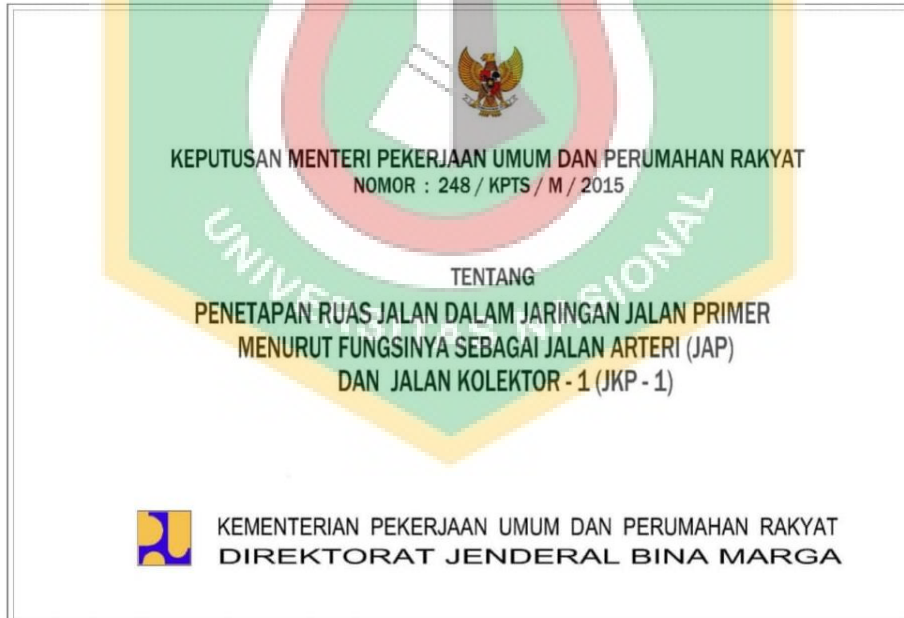 KEPUTUSAN MENTERI PEKERJAAN UMUM DAN PERUMAHAN RAKYAT
NOMOR : 248 / KPTS / M / 2015
TENTANG
PENETAPAN RUAS JALAN DALAM JARINGAN JALAN PRIMER
MENURUT FUNGSINYA SEBAGAI JALAN ARTERI (JAP)
DAN JALAN KOLEKTOR - 1 (JKP - 1)
UNIVERSITAS NASIONAL
KEMENTERIAN PEKERJAAN UMUM DAN PERUMAHAN RAKYAT
DIREKTORAT JENDERAL BINA MARGA